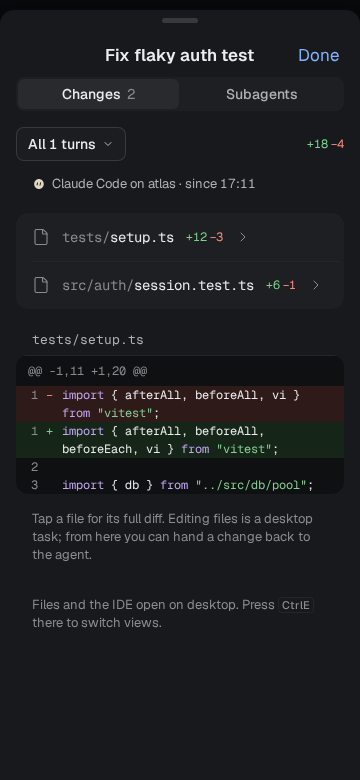 Fix flaky auth test
Done
Changes 2
Subagents
All 1 turns
+18 −4
Claude Code on atlas · since 17:11
tests/setup.ts +12 −3
src/auth/session.test.ts +6 −1
tests/setup.ts
@@ -1,11 +1,20 @@
1 − import { afterAll, beforeAll, vi }
from "vitest";
1 + import { afterAll, beforeAll,
beforeEach, vi } from "vitest";
2
3 import { db } from "../src/db/pool";
Tap a file for its full diff. Editing files is a desktop
task; from here you can hand a change back to
the agent.
Files and the IDE open on desktop. Press CtrlE
there to switch views.